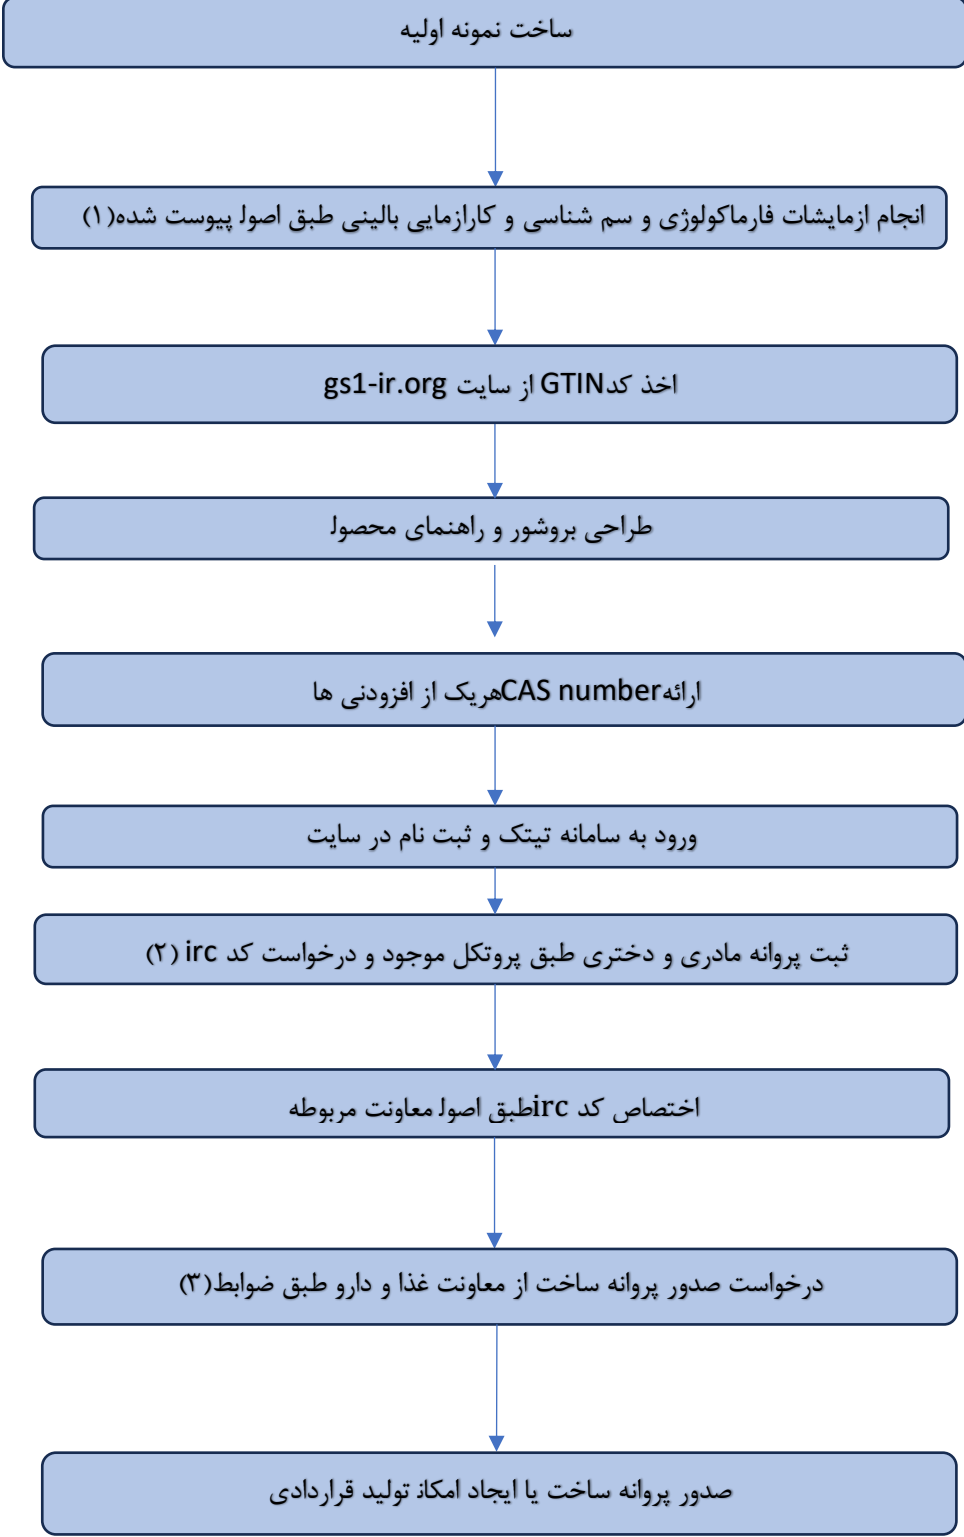 ساخت نمونه اولیه
انجام ازمایشات فارماکولوژی و سم شناسی و کارازمایی بالینی طبق اصول پیوست شده(۱)
اخذ کدGTIN از سایت gs1-ir.org
طراحی بروشور و راهنمای محصول
ارائهCAS numberهریک از افزودنی ها
ورود به سامانه تیتک و ثبت نام در سایت
ثبت پروانه مادری و دختری طبق پروتکل موجود و درخواست کد irc (۲)
اختصاص کد ircطبق اصول معاونت مربوطه
درخواست صدور پروانه ساخت از معاونت غذا و دارو طبق ضوابط(۳)
صدور پروانه ساخت یا ایجاد امکان تولید قراردادی